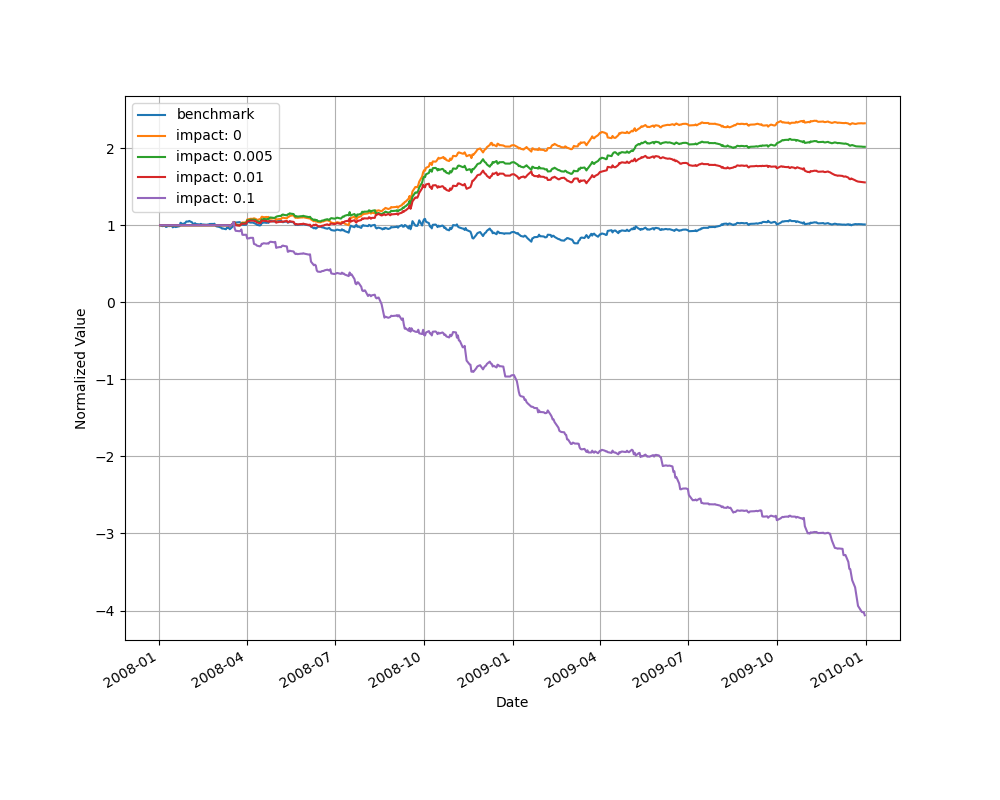 benchmark
impact: 0
impact: 0.005
impact: 0.01
impact: 0.1
2
1
0
−1
−2
−3
−4
Normalized Value
2008-01
2008-04
2008-07
2008-10
2009-01
2009-04
2009-07
2009-10
2010-01
Date